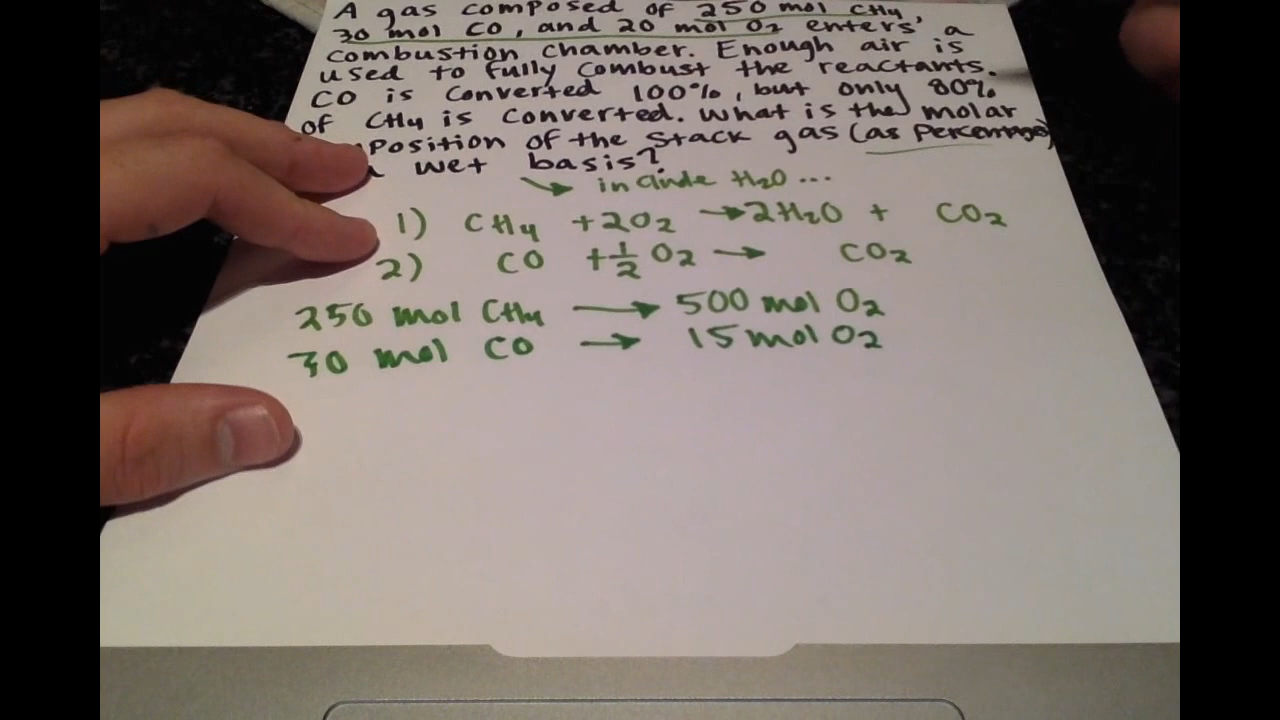 A gas composed of 250 mol CH4,
30 mol CO, and 20 mol O2 enters a
combustion chamber. Enough air is
used to fully combust the reactants.
CO is converted 100%, but only 80%
of CH4 is converted. What is the molar
position of the stack gas (as percentage)
wet basis?
include H2O ...
1) CH4 + 2O2 → 2H2O + CO2
2) CO + 1/2 O2 → CO2
250 mol CH4 → 500 mol O2
30 mol CO → 15 mol O2